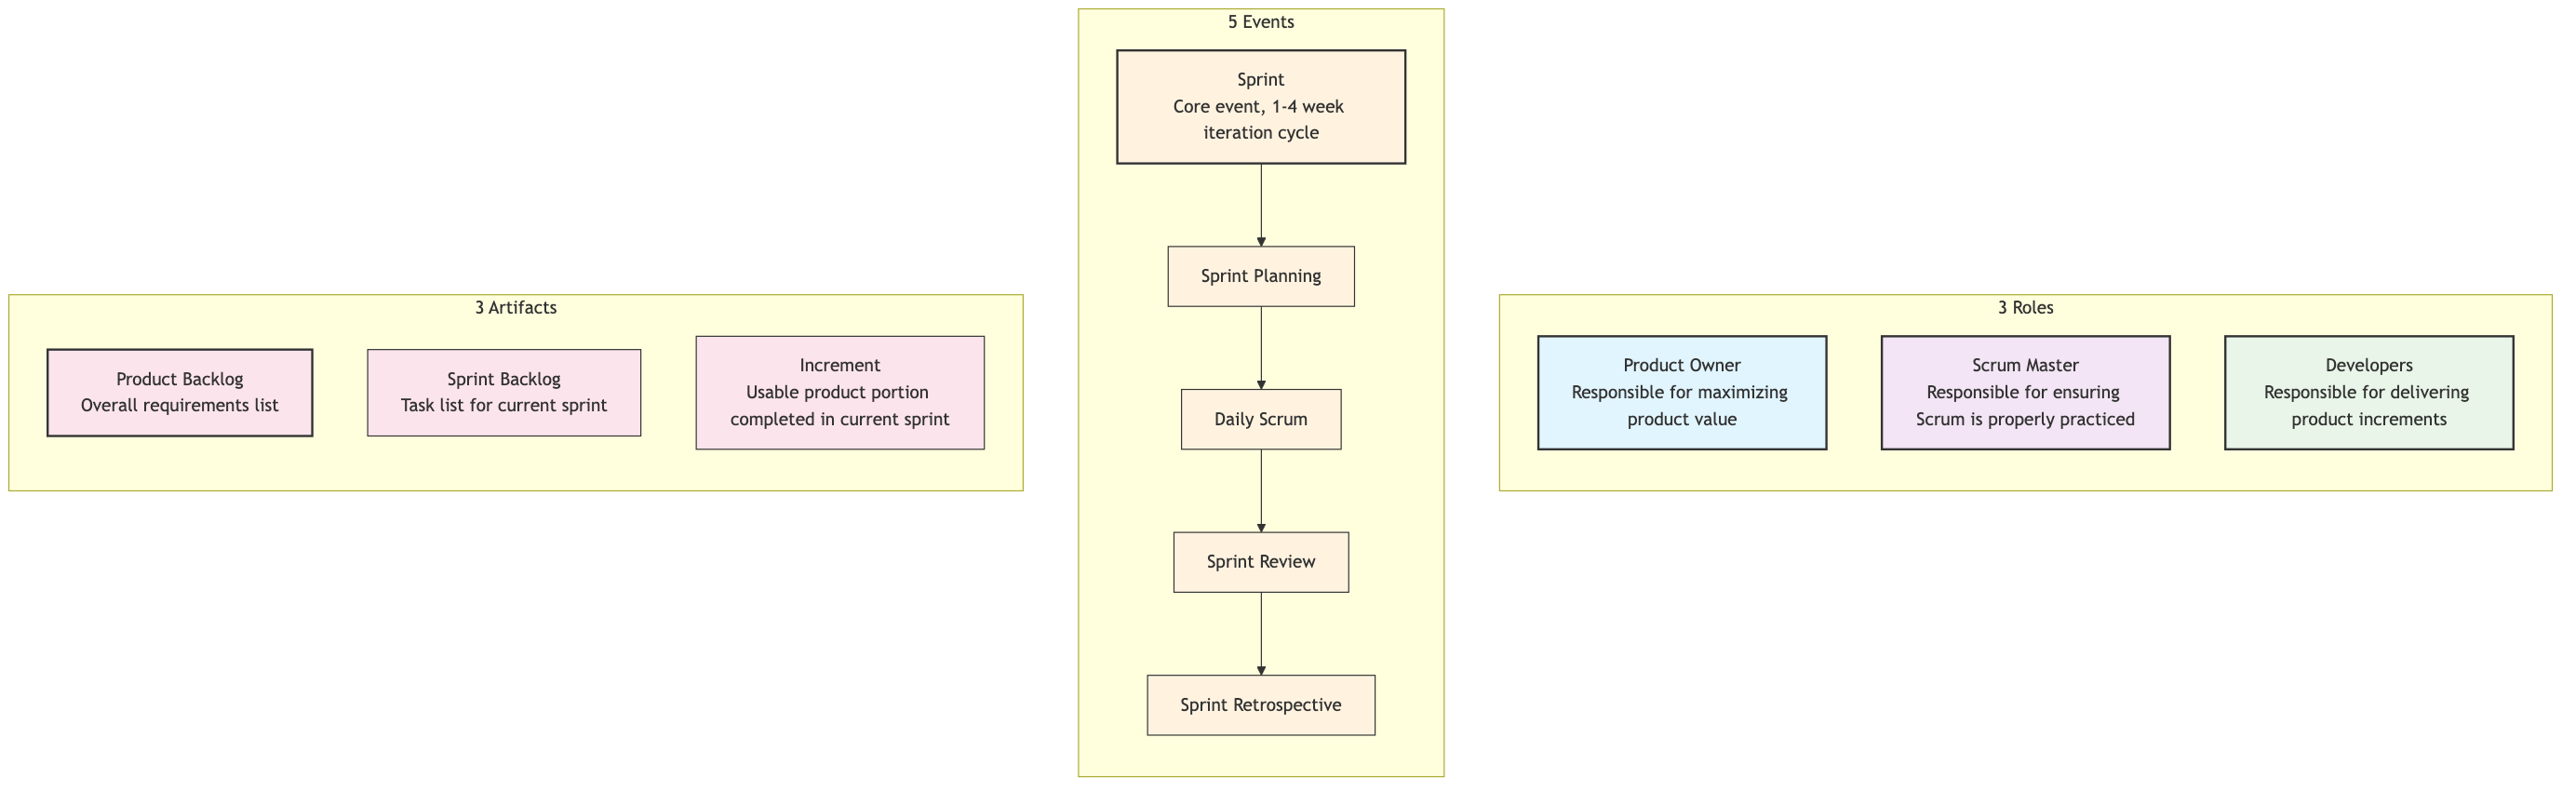 3 Artifacts
Product Backlog
Overall requirements list
Sprint Backlog
Task list for current sprint
Increment
Usable product portion
completed in current sprint
5 Events
Sprint
Core event, 1-4 week
iteration cycle
Sprint Planning
Daily Scrum
Sprint Review
Sprint Retrospective
3 Roles
Product Owner
Responsible for maximizing
product value
Scrum Master
Responsible for ensuring
Scrum is properly practiced
Developers
Responsible for delivering
product increments